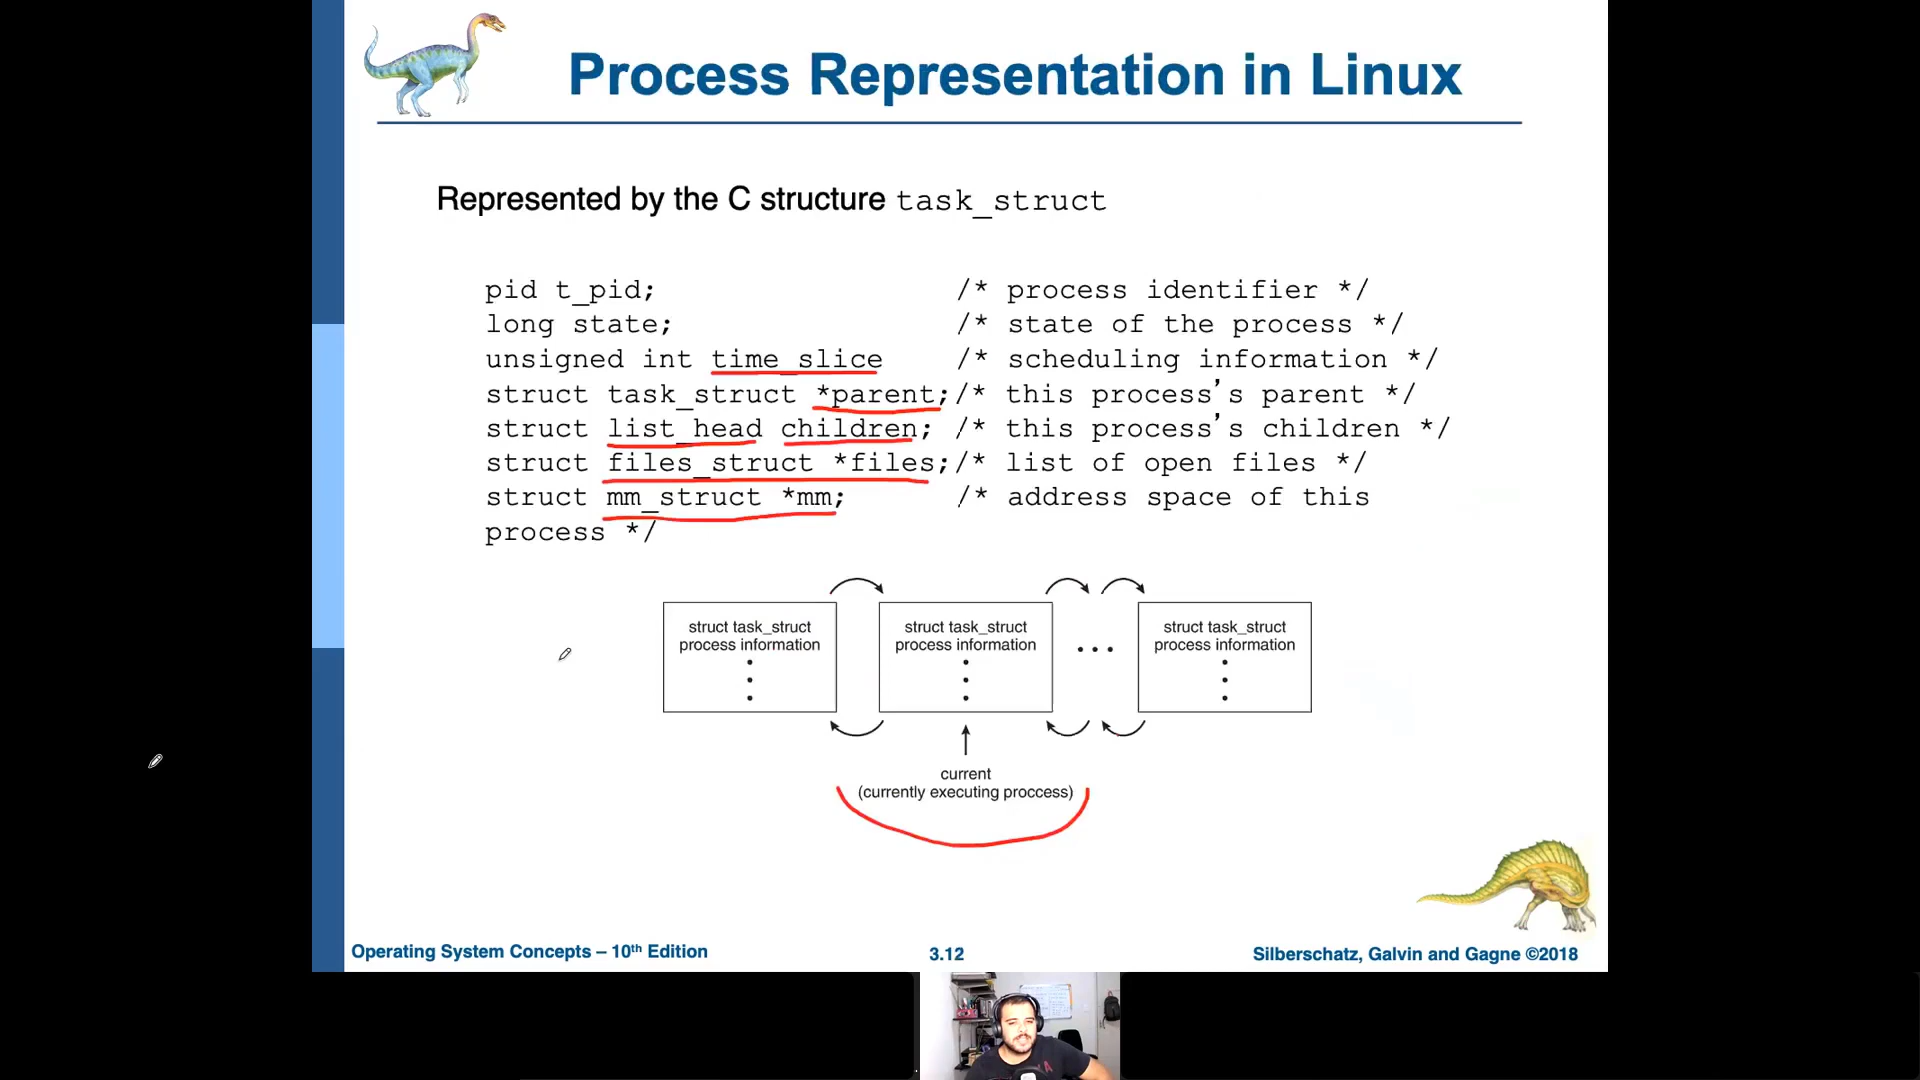 Process Representation in Linux
Represented by the C structure task_struct
pid t_pid; /* process identifier */
long state; /* state of the process */
unsigned int time_slice /* scheduling information */
struct task_struct *parent;/* this process’s parent */
struct list_head children; /* this process’s children */
struct files_struct *files;/* list of open files */
struct mm_struct *mm; /* address space of this
process */
struct task_struct
process information
struct task_struct
process information
• • •
struct task_struct
process information
current
(currently executing proccess)
Operating System Concepts – 10th Edition
3.12
Silberschatz, Galvin and Gagne ©2018